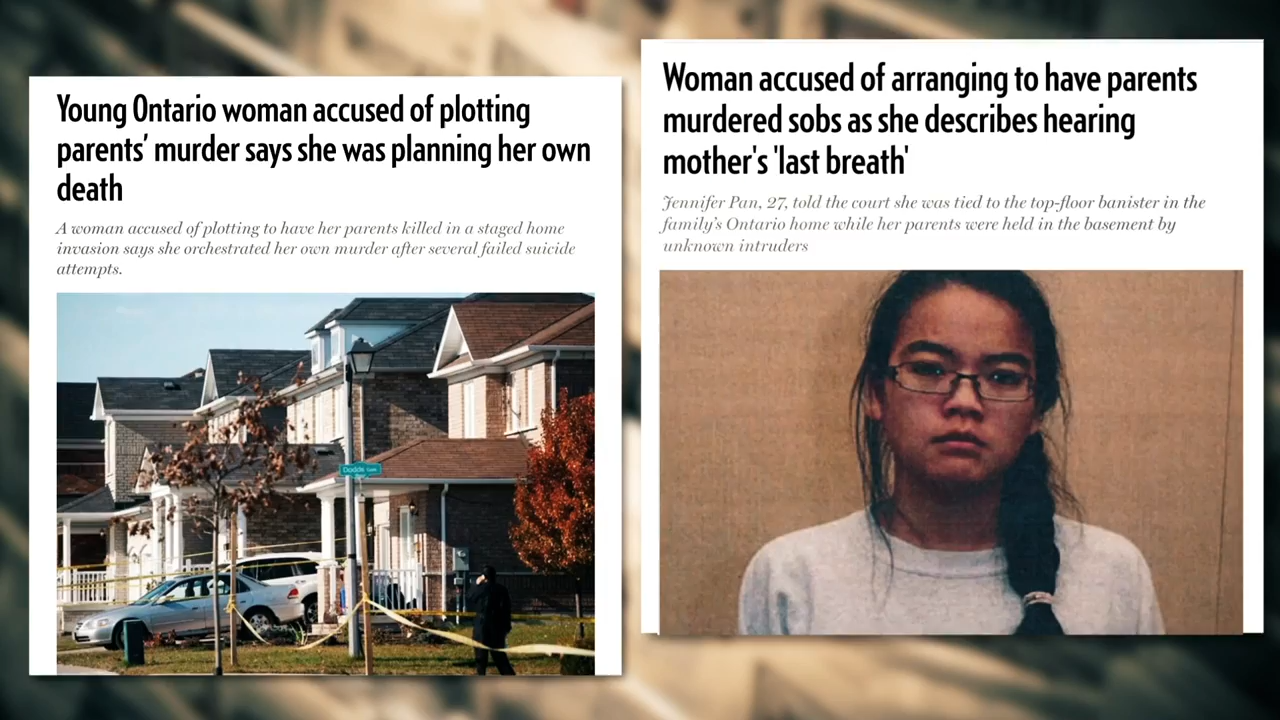 Young Ontario woman accused of plotting
parents' murder says she was planning her own
death
A woman accused of plotting to have her parents killed in a staged home
invasion says she orchestrated her own murder after several failed suicide
attempts.
Dodds
Woman accused of arranging to have parents
murdered sobs as she describes hearing
mother's 'last breath'
Jennifer Pan, 27, told the court she was tied to the top-floor banister in the
family's Ontario home while her parents were held in the basement by
unknown intruders